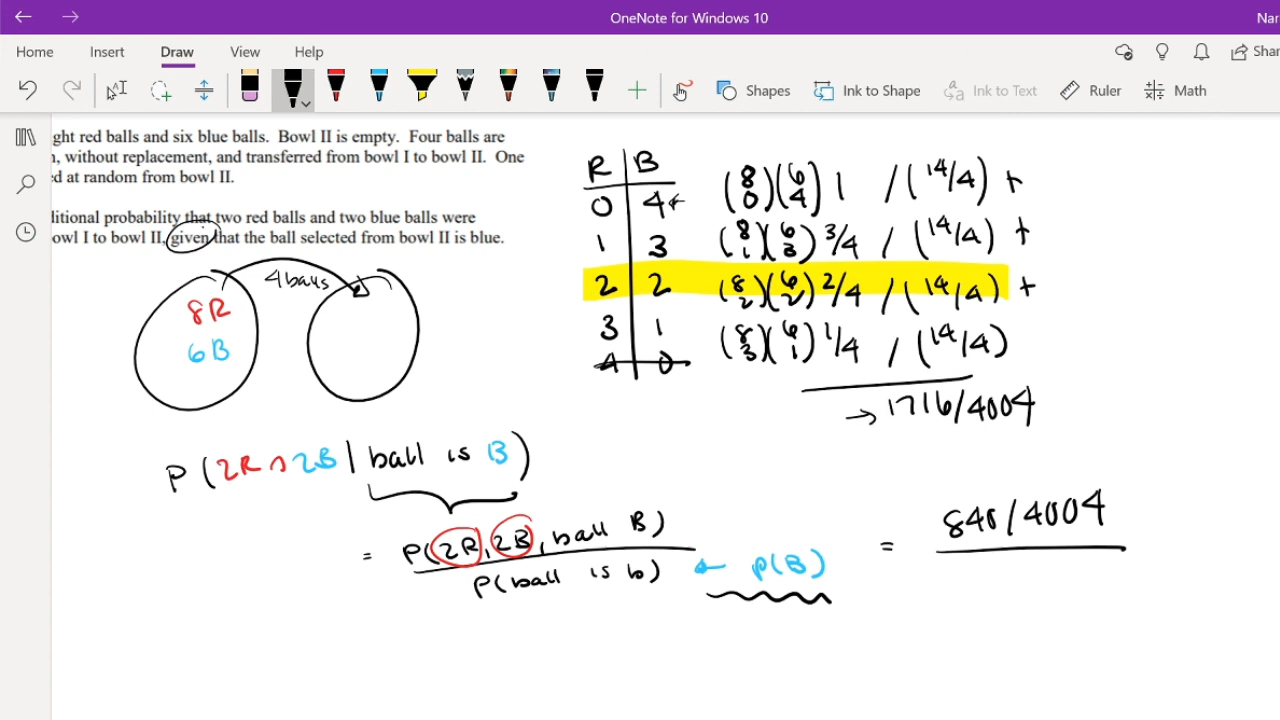 OneNote for Windows 10
Nar
Home Insert Draw View Help
Shar
Shapes Ink to Shape Ink to Text Ruler Math
ght red balls and six blue balls. Bowl II is empty. Four balls are
, without replacement, and transferred from bowl I to bowl II. One
d at random from bowl II.
ditional probability that two red balls and two blue balls were
owl I to bowl II, given that the ball selected from bowl II is blue.
4 balls
8R
6B
R B
0 4 (8 0)(6 4) 1 / (14/4) +
1 3 (8 1)(6 3) 3/4 / (14/4) +
2 2 (8 2)(6 2) 2/4 / (14/4) +
3 1 (8 3)(6 1) 1/4 / (14/4)
4 0
→ 1716/4004
P(2R ∩ 2B | ball is B)
= P(2R, 2B, ball B)
P(ball is b) ← P(B)
= 840/4004